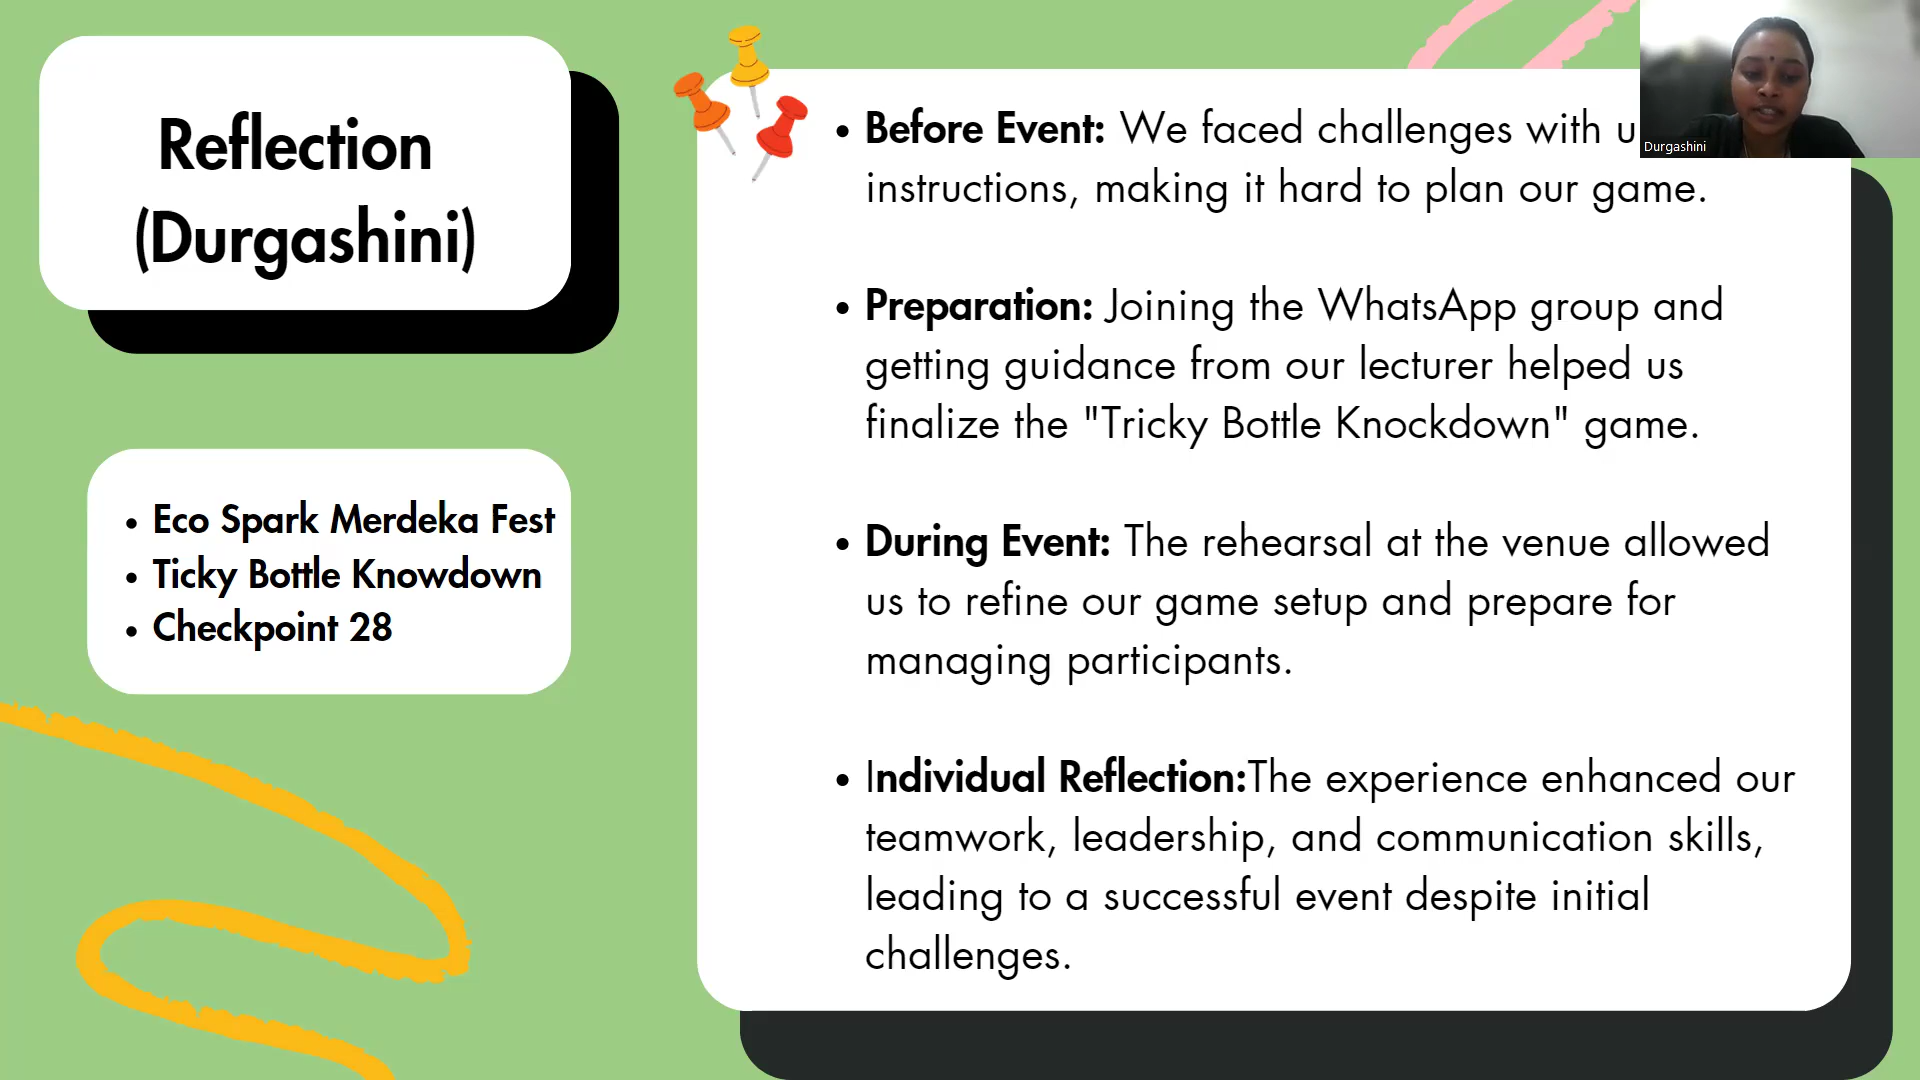 Reflection
(Durgashini)
• Eco Spark Merdeka Fest
• Ticky Bottle Knowdown
• Checkpoint 28
• Before Event: We faced challenges with
instructions, making it hard to plan our game.
• Preparation: Joining the WhatsApp group and
getting guidance from our lecturer helped us
finalize the "Tricky Bottle Knockdown" game.
• During Event: The rehearsal at the venue allowed
us to refine our game setup and prepare for
managing participants.
• Individual Reflection:The experience enhanced our
teamwork, leadership, and communication skills,
leading to a successful event despite initial
challenges.
Durgashini